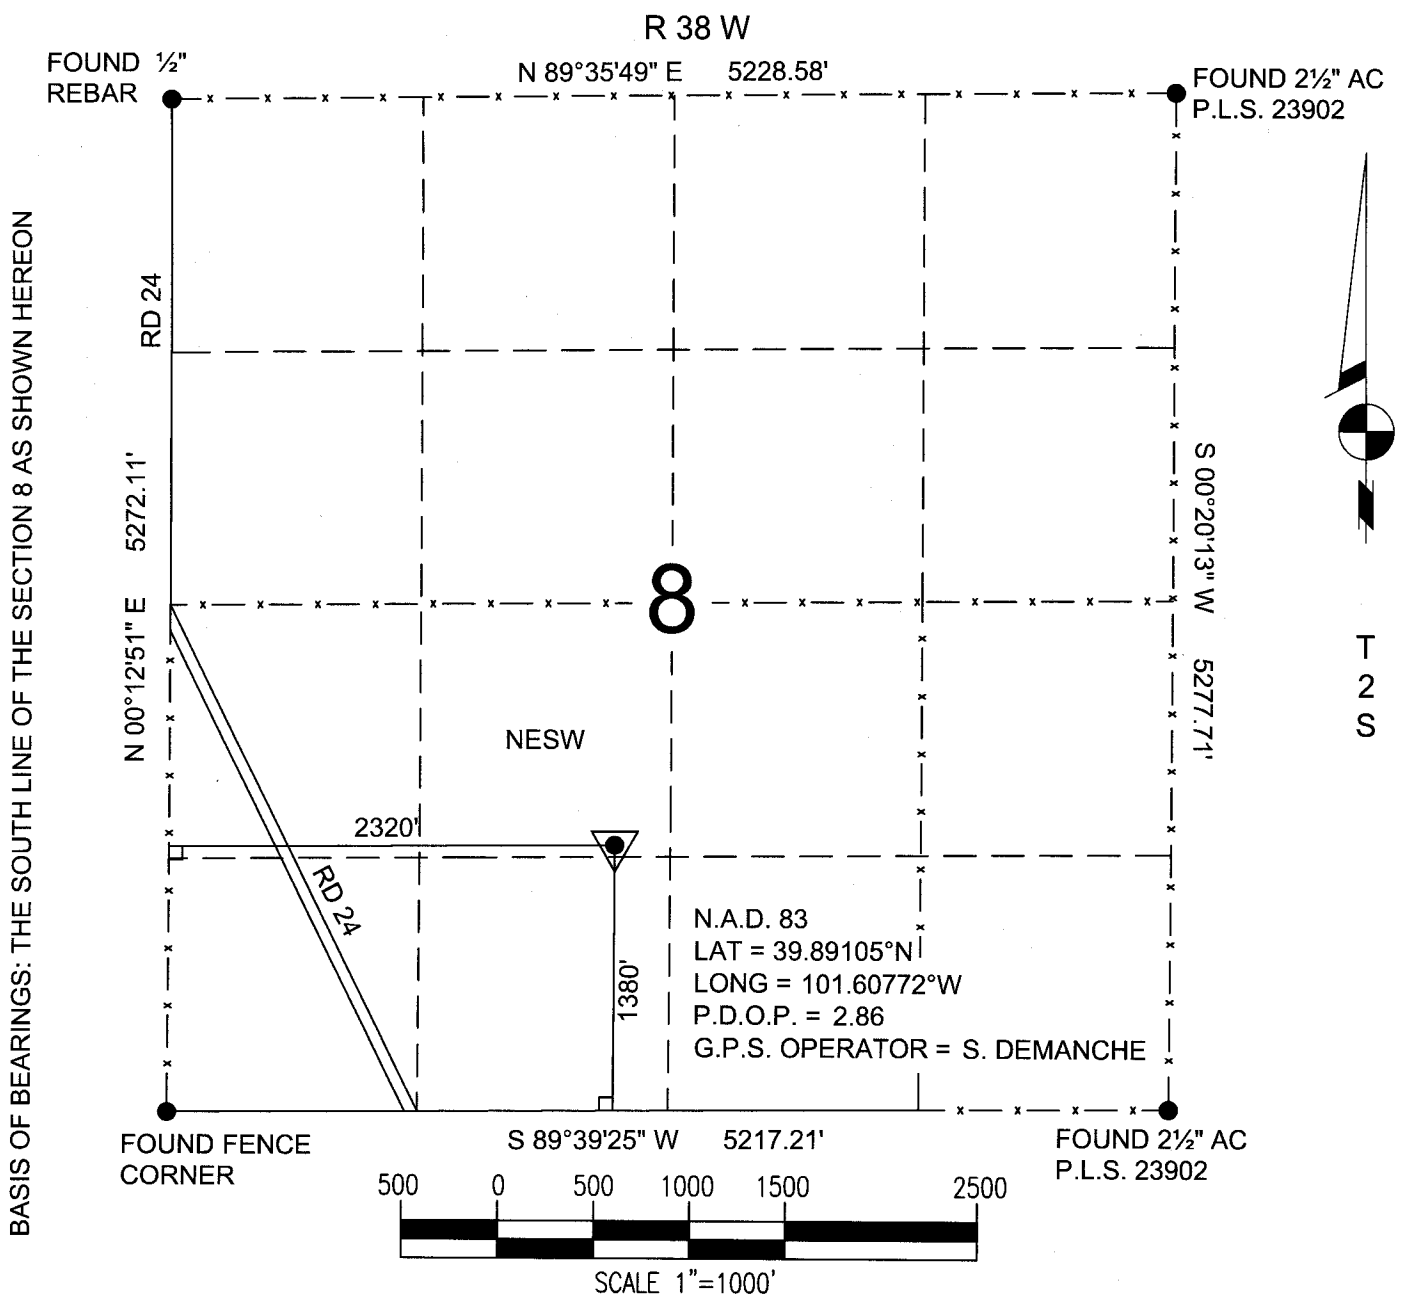 R 38 W
FOUND ½"
REBAR
N 89°35'49" E 5228.58'
FOUND 2½" AC
P.L.S. 23902
BASIS OF BEARINGS: THE SOUTH LINE OF THE SECTION 8 AS SHOWN HEREON
RD 24
N 00°12'51" E 5272.11'
S 00°20'13" W 5277.71'
8
T
2
S
NESW
2320'
RD 24
1380'
N.A.D. 83
LAT = 39.89105°N
LONG = 101.60772°W
P.D.O.P. = 2.86
G.P.S. OPERATOR = S. DEMANCHE
FOUND FENCE
CORNER
S 89°39'25" W 5217.21'
FOUND 2½" AC
P.L.S. 23902
500 0 500 1000 1500 2500
SCALE 1"=1000'